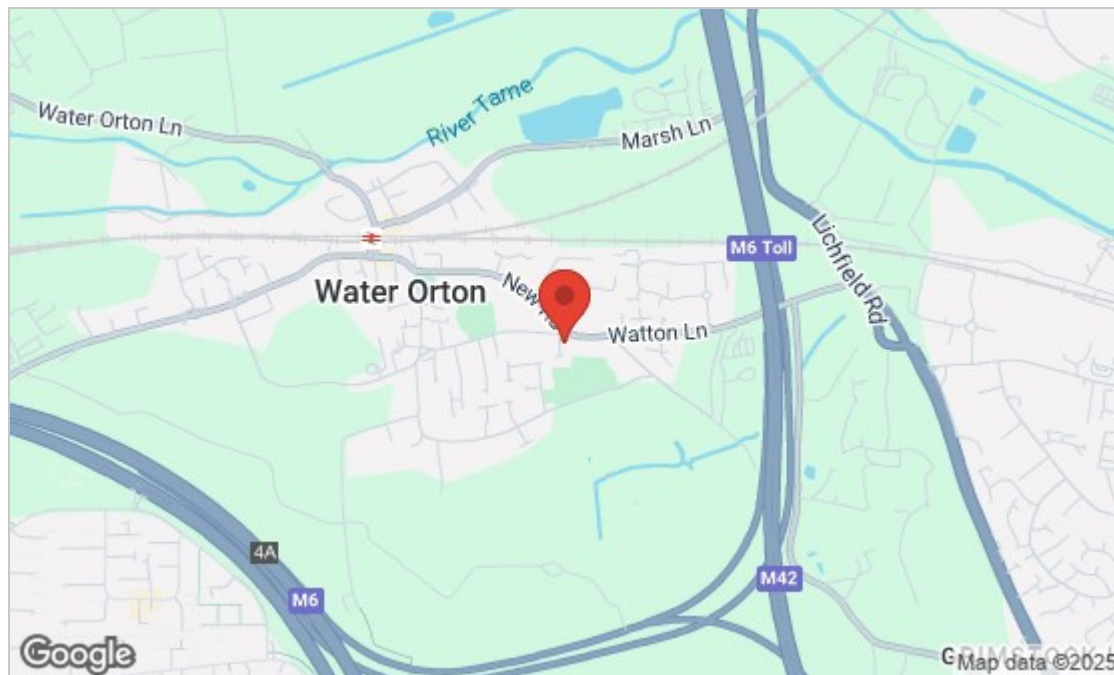 Water Orton Ln
River Tame
Marsh Ln
M6 Toll
Lichfield Rd
Water Orton
New
Watton Ln
4A
M6
M42
Google
Map data ©2025